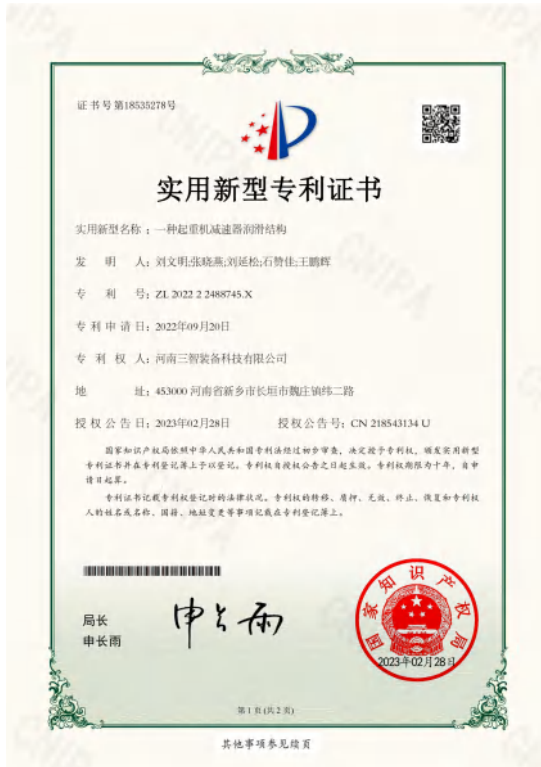 证书号第18535278号
实用新型专利证书
实用新型名称：一种起重机减速器润滑结构
发明人：刘文明;张晓燕;刘延松;石赞佳;王鹏辉
专利号：ZL 2022 2 2488745.X
专利申请日：2022年09月20日
专利权人：河南三智装备科技有限公司
地址：453000 河南省新乡市长垣市魏庄镇纬二路
授权公告日：2023年02月28日 授权公告号：CN 218543134 U
国家知识产权局依照中华人民共和国专利法经过初步审查，决定授予专利权，颁发实用新型
专利证书并在专利登记簿上予以登记。专利权自授权公告之日起生效。专利权期限为十年，自申
请日起算。
专利证书记载专利权登记时的法律状况。专利权的转移、质押、无效、终止、恢复和专利权
人的姓名或名称、国籍、地址变更等事项记载在专利登记簿上。
局长
申长雨
申长雨
国家知识产权局
2023年02月28日
第1页(共2页)
其他事项参见续页
CNIPA